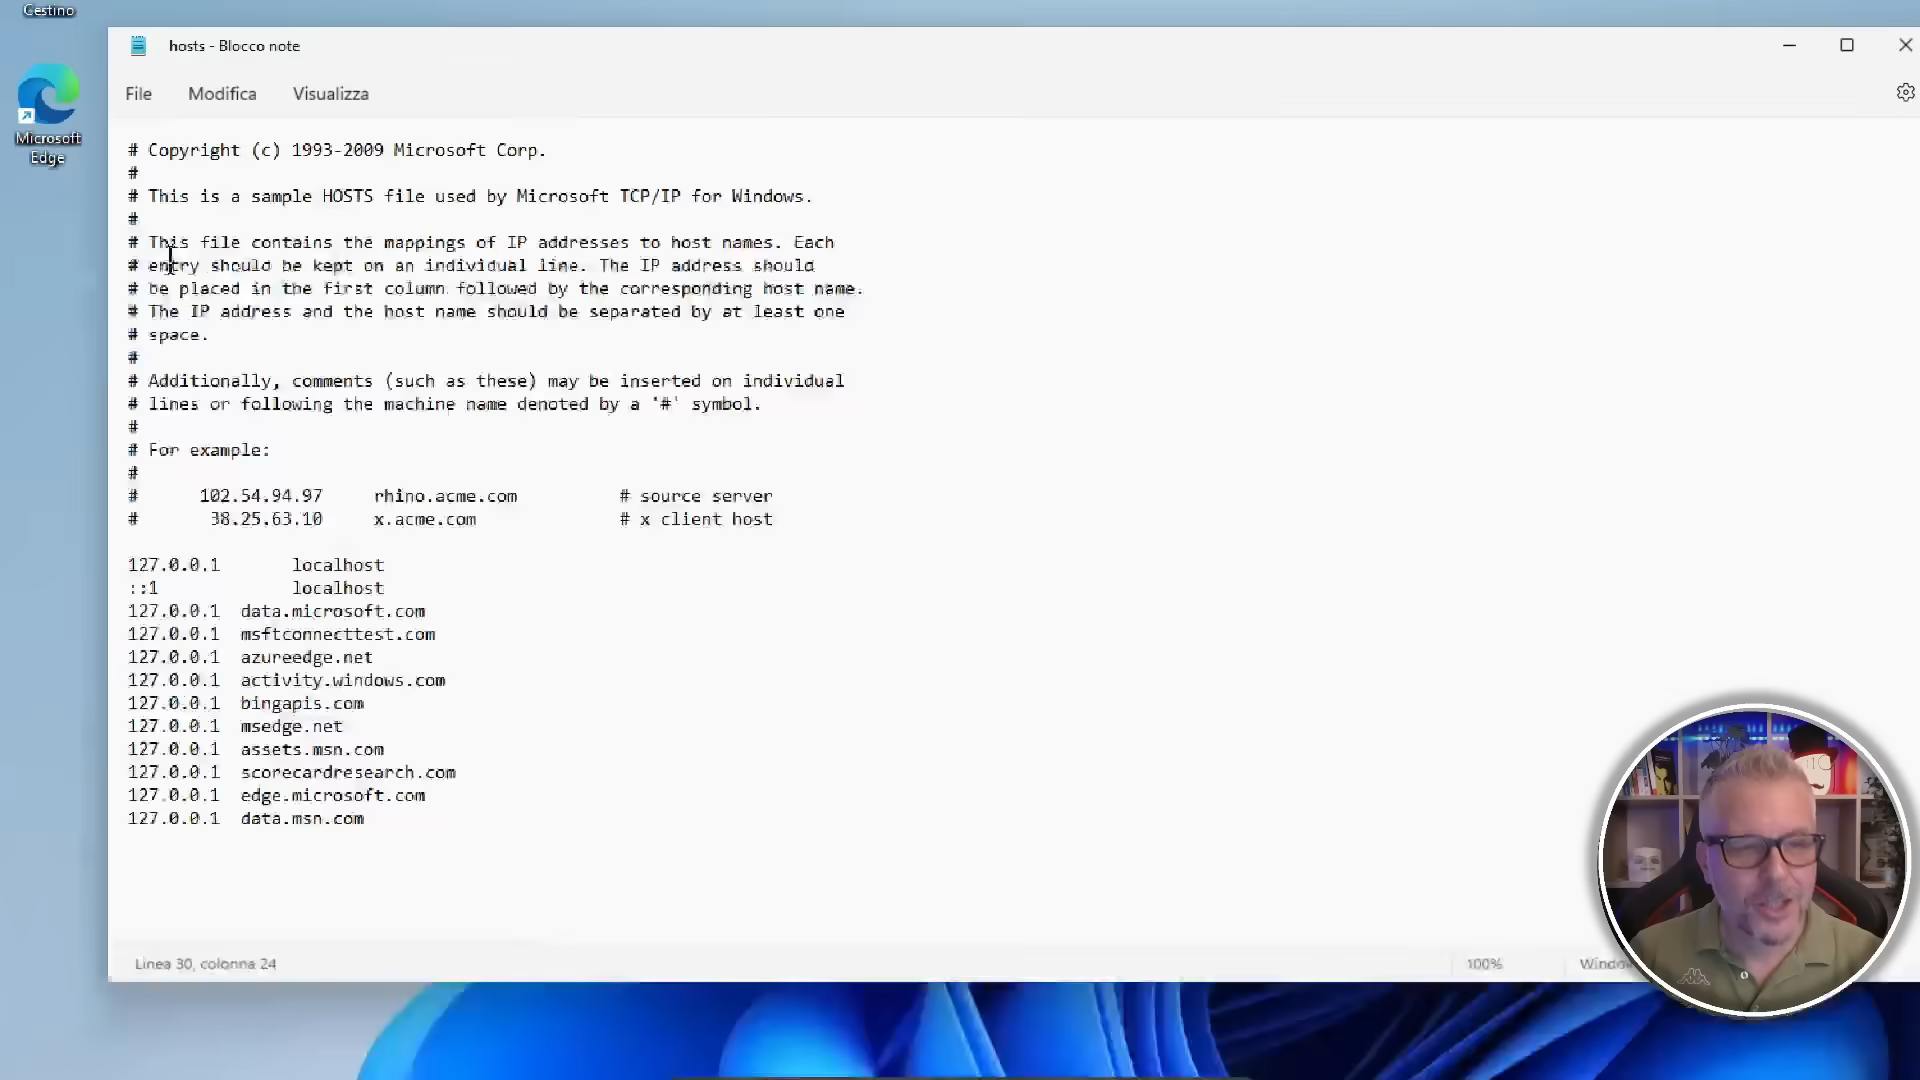 Cestino
Microsoft
Edge
hosts - Blocco note
File Modifica Visualizza
# Copyright (c) 1993-2009 Microsoft Corp.
#
# This is a sample HOSTS file used by Microsoft TCP/IP for Windows.
#
# This file contains the mappings of IP addresses to host names. Each
# entry should be kept on an individual line. The IP address should
# be placed in the first column followed by the corresponding host name.
# The IP address and the host name should be separated by at least one
# space.
#
# Additionally, comments (such as these) may be inserted on individual
# lines or following the machine name denoted by a '#' symbol.
#
# For example:
#
# 102.54.94.97 rhino.acme.com # source server
# 38.25.63.10 x.acme.com # x client host
127.0.0.1 localhost
::1 localhost
127.0.0.1 data.microsoft.com
127.0.0.1 msftconnecttest.com
127.0.0.1 azureedge.net
127.0.0.1 activity.windows.com
127.0.0.1 bingapis.com
127.0.0.1 msedge.net
127.0.0.1 assets.msn.com
127.0.0.1 scorecardresearch.com
127.0.0.1 edge.microsoft.com
127.0.0.1 data.msn.com
Linea 30, colonna 24 100%